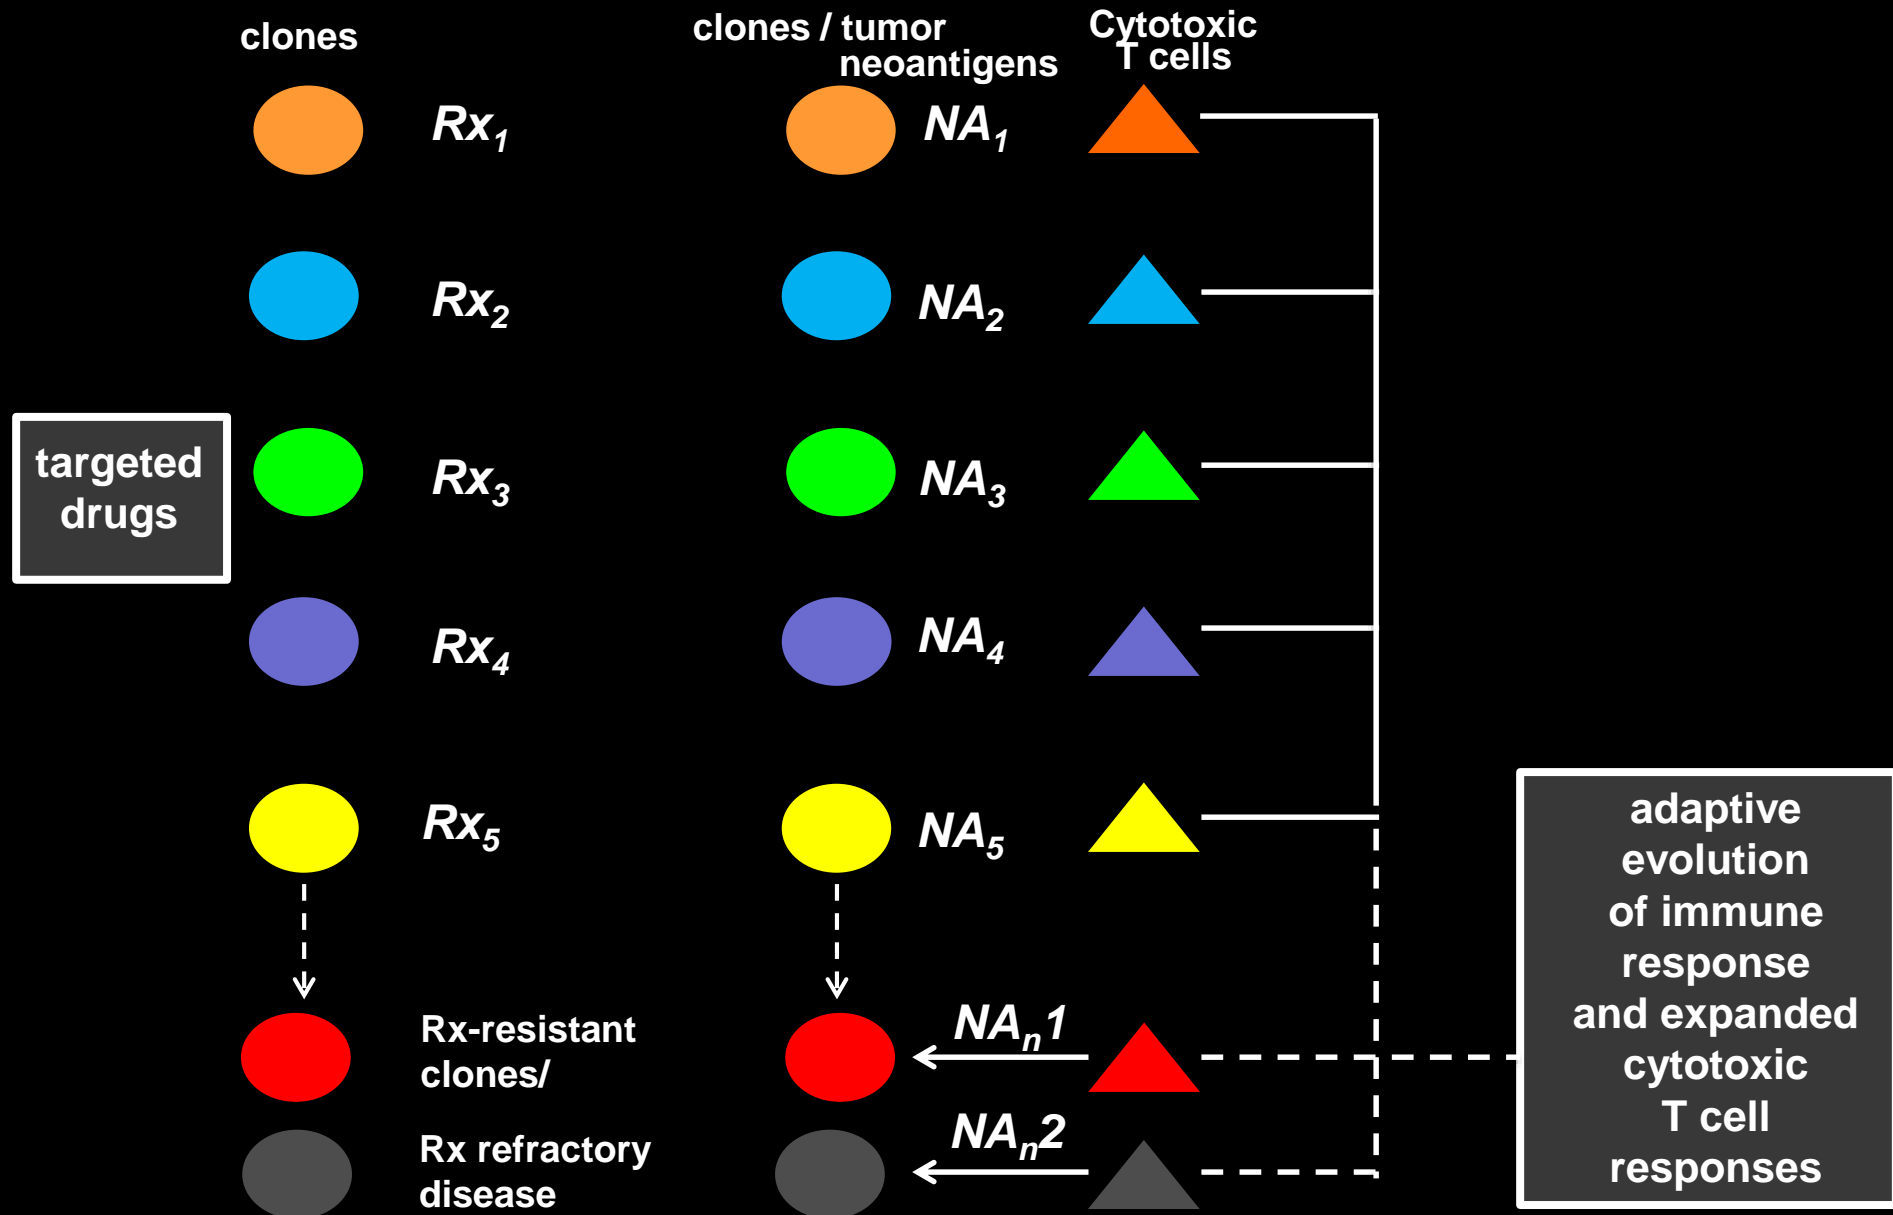 clones
clones / tumor
neoantigens
Cytotoxic
T cells
Rx1
NA1
Rx2
NA2
targeted
drugs
Rx3
NA3
Rx4
NA4
Rx5
NA5
adaptive
evolution
of immune
response
and expanded
cytotoxic
T cell
responses
Rx-resistant
clones/
NAn1
Rx refractory
disease
NAn2